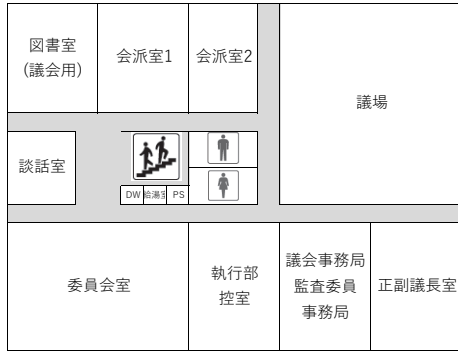 図書室
(議会用)
会派室1
会派室2
議場
談話室
DW
給湯室
PS
委員会室
執行部
控室
議会事務局
監査委員
事務局
正副議長室